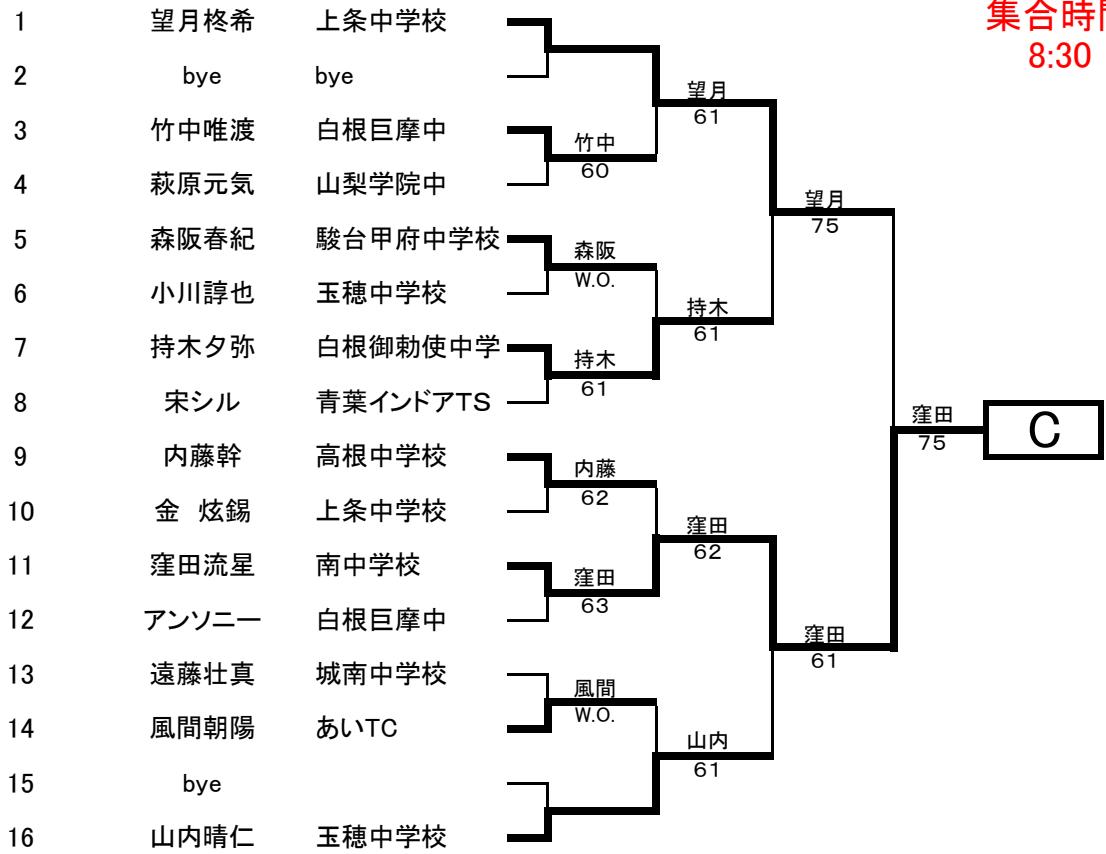 集合時間
8:30
1 望月柊希 上条中学校
2 bye bye
3 竹中唯渡 白根巨摩中
4 萩原元気 山梨学院中
5 森阪春紀 駿台甲府中学校
6 小川諄也 玉穂中学校
7 持木夕弥 白根御勅使中学
8 宋シル 青葉インドアTS
9 内藤幹 高根中学校
10 金 炫錫 上条中学校
11 窪田流星 南中学校
12 アンソニー 白根巨摩中
13 遠藤壮真 城南中学校
14 風間朝陽 あいTC
15 bye
16 山内晴仁 玉穂中学校
竹中
60
森阪
W.O.
持木
61
内藤
62
窪田
63
風間
W.O.
望月
61
持木
61
窪田
62
山内
61
望月
75
窪田
61
窪田
75
C